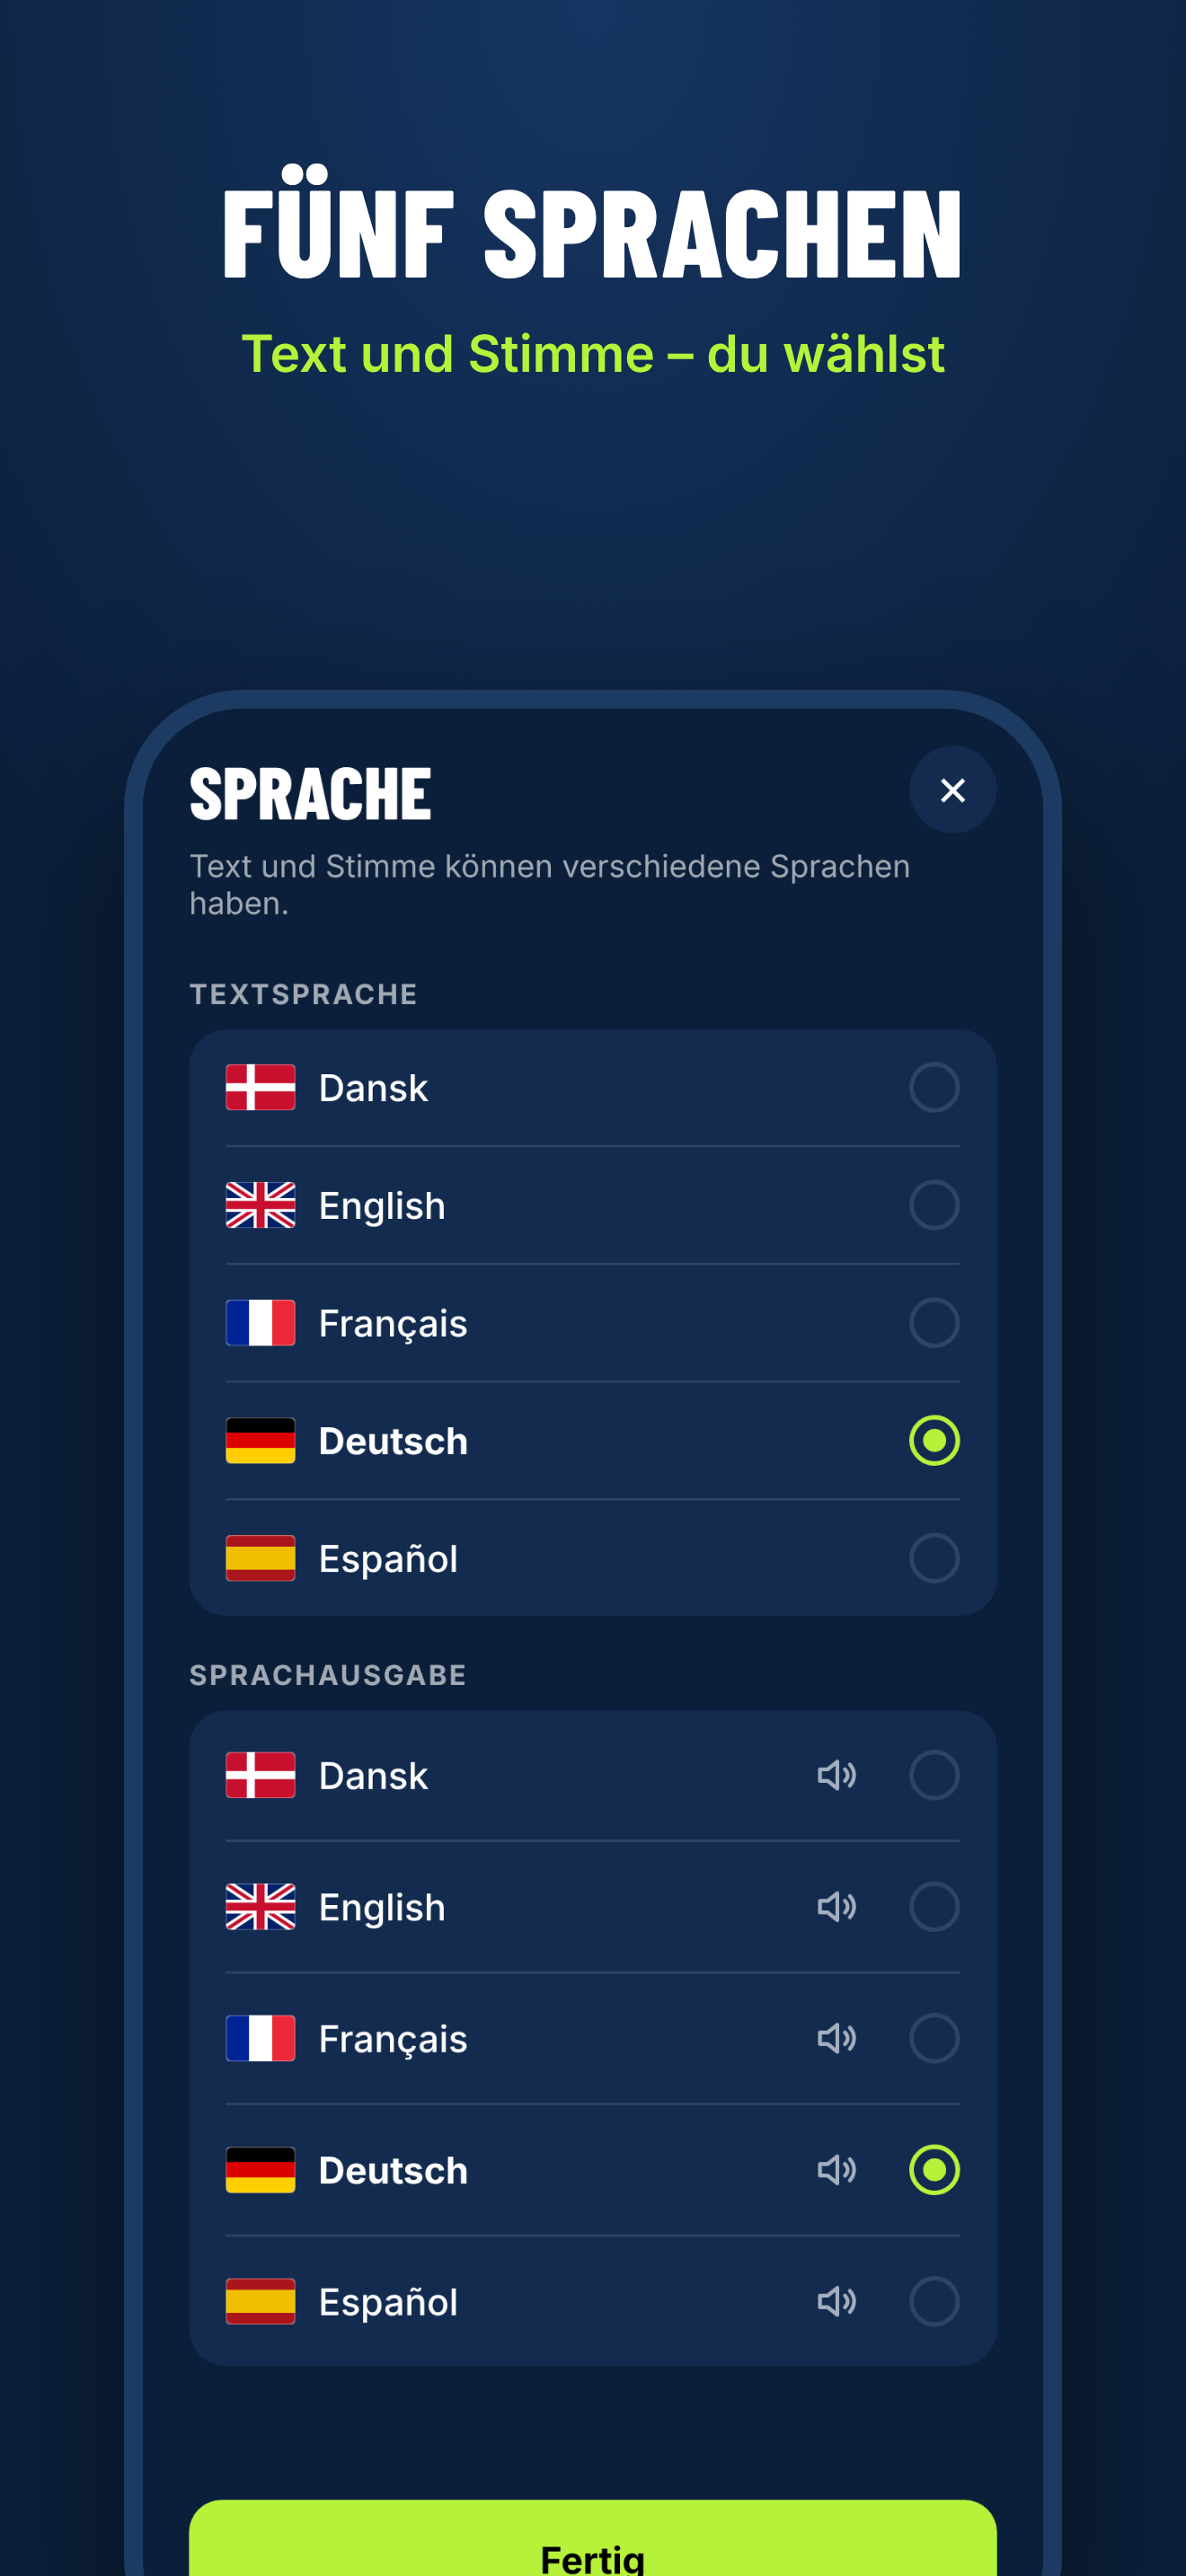 FÜNF SPRACHEN
Text und Stimme – du wählst
SPRACHE
Text und Stimme können verschiedene Sprachen
haben.
TEXTSPRACHE
Dansk
English
Français
Deutsch
Español
SPRACHAUSGABE
Dansk
English
Français
Deutsch
Español
Fertig